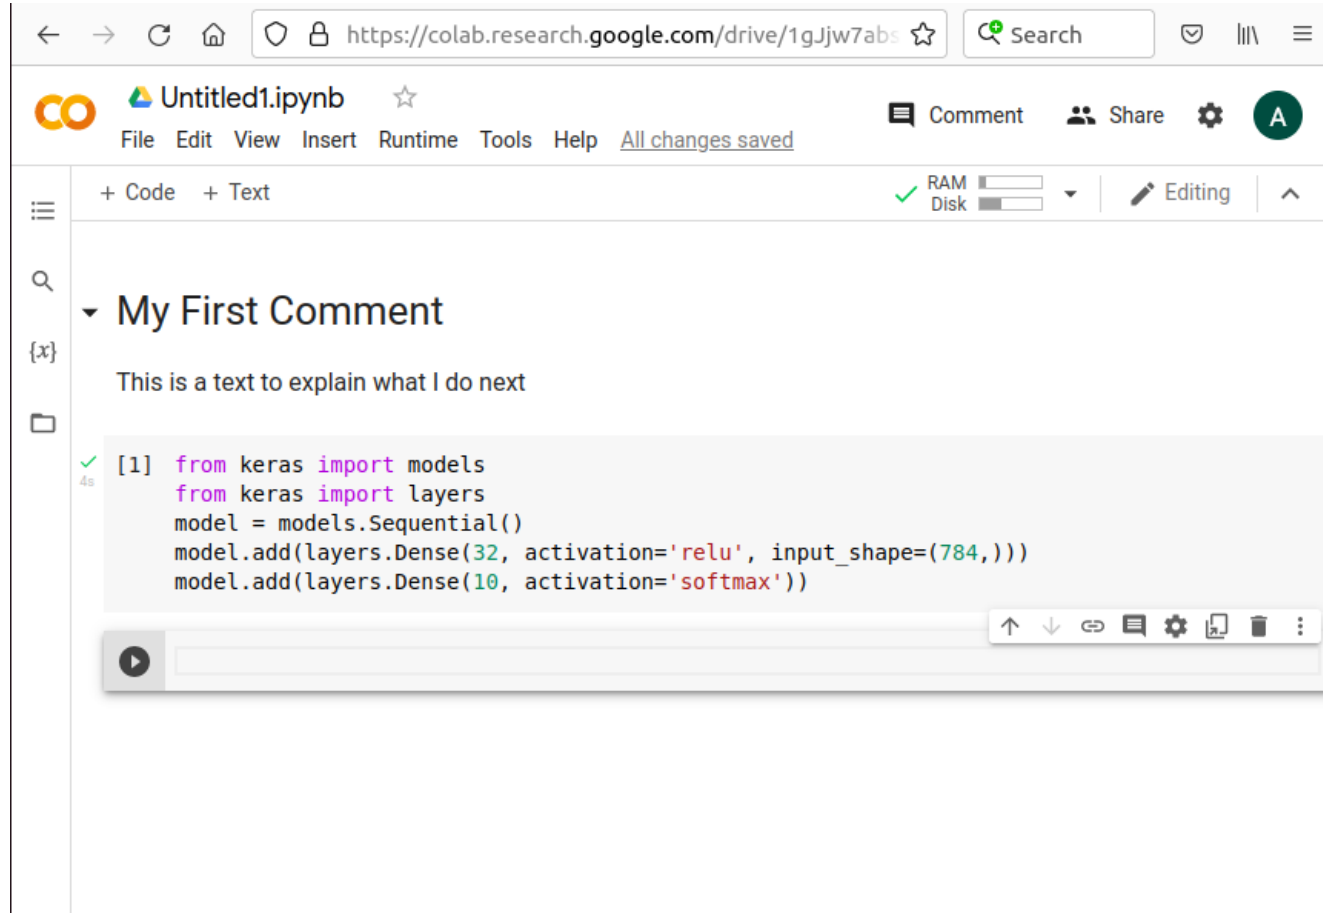 https://colab.research.google.com/drive/1gJjw7abs
Search
Untitled1.ipynb
File Edit View Insert Runtime Tools Help All changes saved
Comment Share A
+ Code + Text
RAM
Disk
Editing
My First Comment
{x}
This is a text to explain what I do next
4s
[1] from keras import models
from keras import layers
model = models.Sequential()
model.add(layers.Dense(32, activation='relu', input_shape=(784,)))
model.add(layers.Dense(10, activation='softmax'))